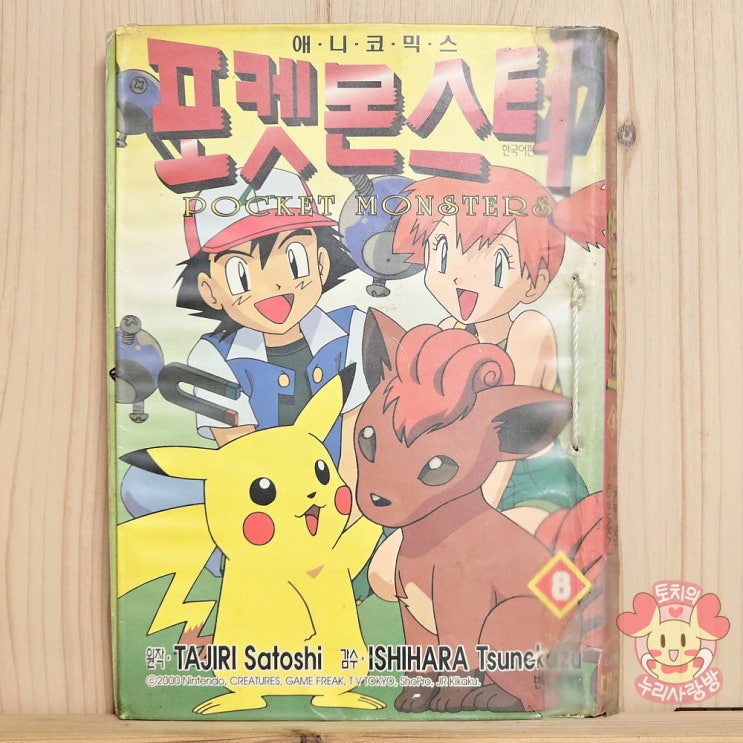 애·니·코·믹·스
포켓몬스터
한국어판
POCKET MONSTERS
8
원작·TAJIRI Satoshi 감수·ISHIHARA Tsunekazu
©2000 Nintendo, CREATURES, GAME FREAK, TV TOKYO, ShoPro, JR Kikaku.
토치의
누리사랑방